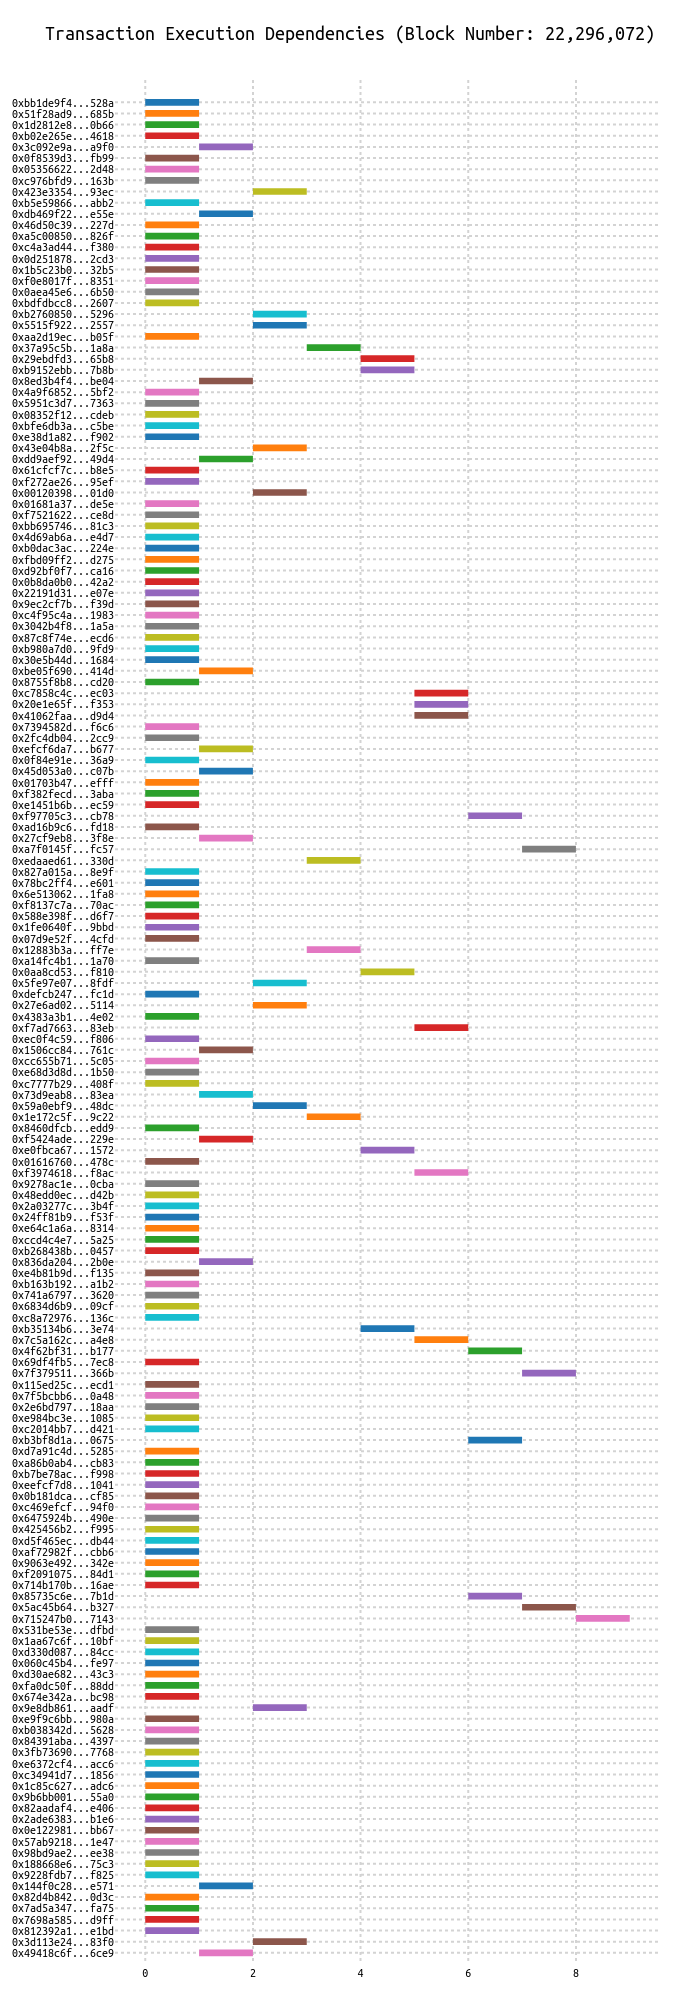 Transaction Execution Dependencies (Block Number: 22,296,072)
0xbb1de9f4...528a
0x51f28ad9...685b
0x1d2812e8...0b66
0xb02e265e...4618
0x3c092e9a...a9f0
0x0f8539d3...fb99
0x05356622...2d48
0xc976bfd9...163b
0x423e3354...93ec
0xb5e59866...abb2
0xdb469f22...e55e
0x46d50c39...227d
0xa5c00850...826f
0xc4a3ad44...f380
0x0d251878...2cd3
0x1b5c23b0...32b5
0xf0e8017f...8351
0x0aea45e6...6b50
0xbdfdbcc8...2607
0xb2760850...5296
0x5515f922...2557
0xaa2d19ec...b05f
0x37a95c5b...1a8a
0x29ebdfd3...65b8
0xb9152ebb...7b8b
0x8ed3b4f4...be04
0x4a9f6852...5bf2
0x5951c3d7...7363
0x08352f12...cdeb
0xbfe6db3a...c5be
0xe38d1a82...f902
0x43e04b8a...2f5c
0xdd9aef92...49d4
0x61cfcf7c...b8e5
0xf272ae26...95ef
0x00120398...01d0
0x01681a37...de5e
0xf7521622...ce8d
0xbb695746...81c3
0x4d69ab6a...e4d7
0xb0dac3ac...224e
0xfbd09ff2...d275
0xd92bf0f7...ca16
0x0b8da0b0...42a2
0x22191d31...e07e
0x9ec2cf7b...f39d
0xc4f95c4a...1983
0x3042b4f8...1a5a
0x87c8f74e...ecd6
0xb980a7d0...9fd9
0x30e5b44d...1684
0xbe05f690...414d
0x8755f8b8...cd20
0xc7858c4c...ec03
0x20e1e65f...f353
0x41062faa...d9d4
0x7394582d...f6c6
0x2fc4db04...2cc9
0xefcf6da7...b677
0x0f84e91e...36a9
0x45d053a0...c07b
0x01703b47...efff
0xf382fecd...3aba
0xe1451b6b...ec59
0xf97705c3...cb78
0xad16b9c6...fd18
0x27cf9eb8...3f8e
0xa7f0145f...fc57
0xedaaed61...330d
0x827a015a...8e9f
0x78bc2ff4...e601
0x6e513062...1fa8
0xf8137c7a...70ac
0x588e398f...d6f7
0x1fe0640f...9bbd
0x07d9e52f...4cfd
0x12883b3a...ff7e
0xa14fc4b1...1a70
0x0aa8cd53...f810
0x5fe97e07...8fdf
0xdefcb247...fc1d
0x27e6ad02...5114
0x4383a3b1...4e02
0xf7ad7663...83eb
0xec0f4c59...f806
0x1506cc84...761c
0xcc655b71...5c05
0xe68d3d8d...1b50
0xc7777b29...408f
0x73d9eab8...83ea
0x59a0ebf9...48dc
0x1e172c5f...9c22
0x8460dfcb...edd9
0xf5424ade...229e
0xe0fbca67...1572
0x01616760...478c
0xf3974618...f8ac
0x9278ac1e...0cba
0x48edd0ec...d42b
0x2a03277c...3b4f
0x24ff81b9...f53f
0xe64c1a6a...8314
0xccd4c4e7...5a25
0xb268438b...0457
0x836da204...2b0e
0xe4b81b9d...f135
0xb163b192...a1b2
0x741a6797...3620
0x6834d6b9...09cf
0xc8a72976...136c
0xb35134b6...3e74
0x7c5a162c...a4e8
0x4f62bf31...b177
0x69df4fb5...7ec8
0x7f379511...366b
0x115ed25c...ecd1
0x7f5bcbb6...0a48
0x2e6bd797...18aa
0xe984bc3e...1085
0xc2014bb7...d421
0xb3bf8d1a...0675
0xd7a91c4d...5285
0xa86b0ab4...cb83
0xb7be78ac...f998
0xeefcf7d8...1041
0x0b181dca...cf85
0xc469efcf...94f0
0x6475924b...490e
0x425456b2...f995
0xd5f465ec...db44
0xaf72982f...cbb6
0x9063e492...342e
0xf2091075...84d1
0x714b170b...16ae
0x85735c6e...7b1d
0x5ac45b64...b327
0x715247b0...7143
0x531be53e...dfbd
0x1aa67c6f...10bf
0xd330d087...84cc
0x060c45b4...fe97
0xd30ae682...43c3
0xfa0dc50f...88dd
0x674e342a...bc98
0x9e8db861...aadf
0xe9f9c6bb...980a
0xb038342d...5628
0x84391aba...4397
0x3fb73690...7768
0xe6372cf4...acc6
0xc34941d7...1856
0x1c85c627...adc6
0x9b6bb001...55a0
0x82aadaf4...e406
0x2ade6383...b1e6
0x0e122981...bb67
0x57ab9218...1e47
0x98bd9ae2...ee38
0x188668e6...75c3
0x9228fdb7...f825
0x144f0c28...e571
0x82d4b842...0d3c
0x7ad5a347...fa75
0x7698a585...d9ff
0x812392a1...e1bd
0x3d113e24...83f0
0x49418c6f...6ce9
0 2 4 6 8